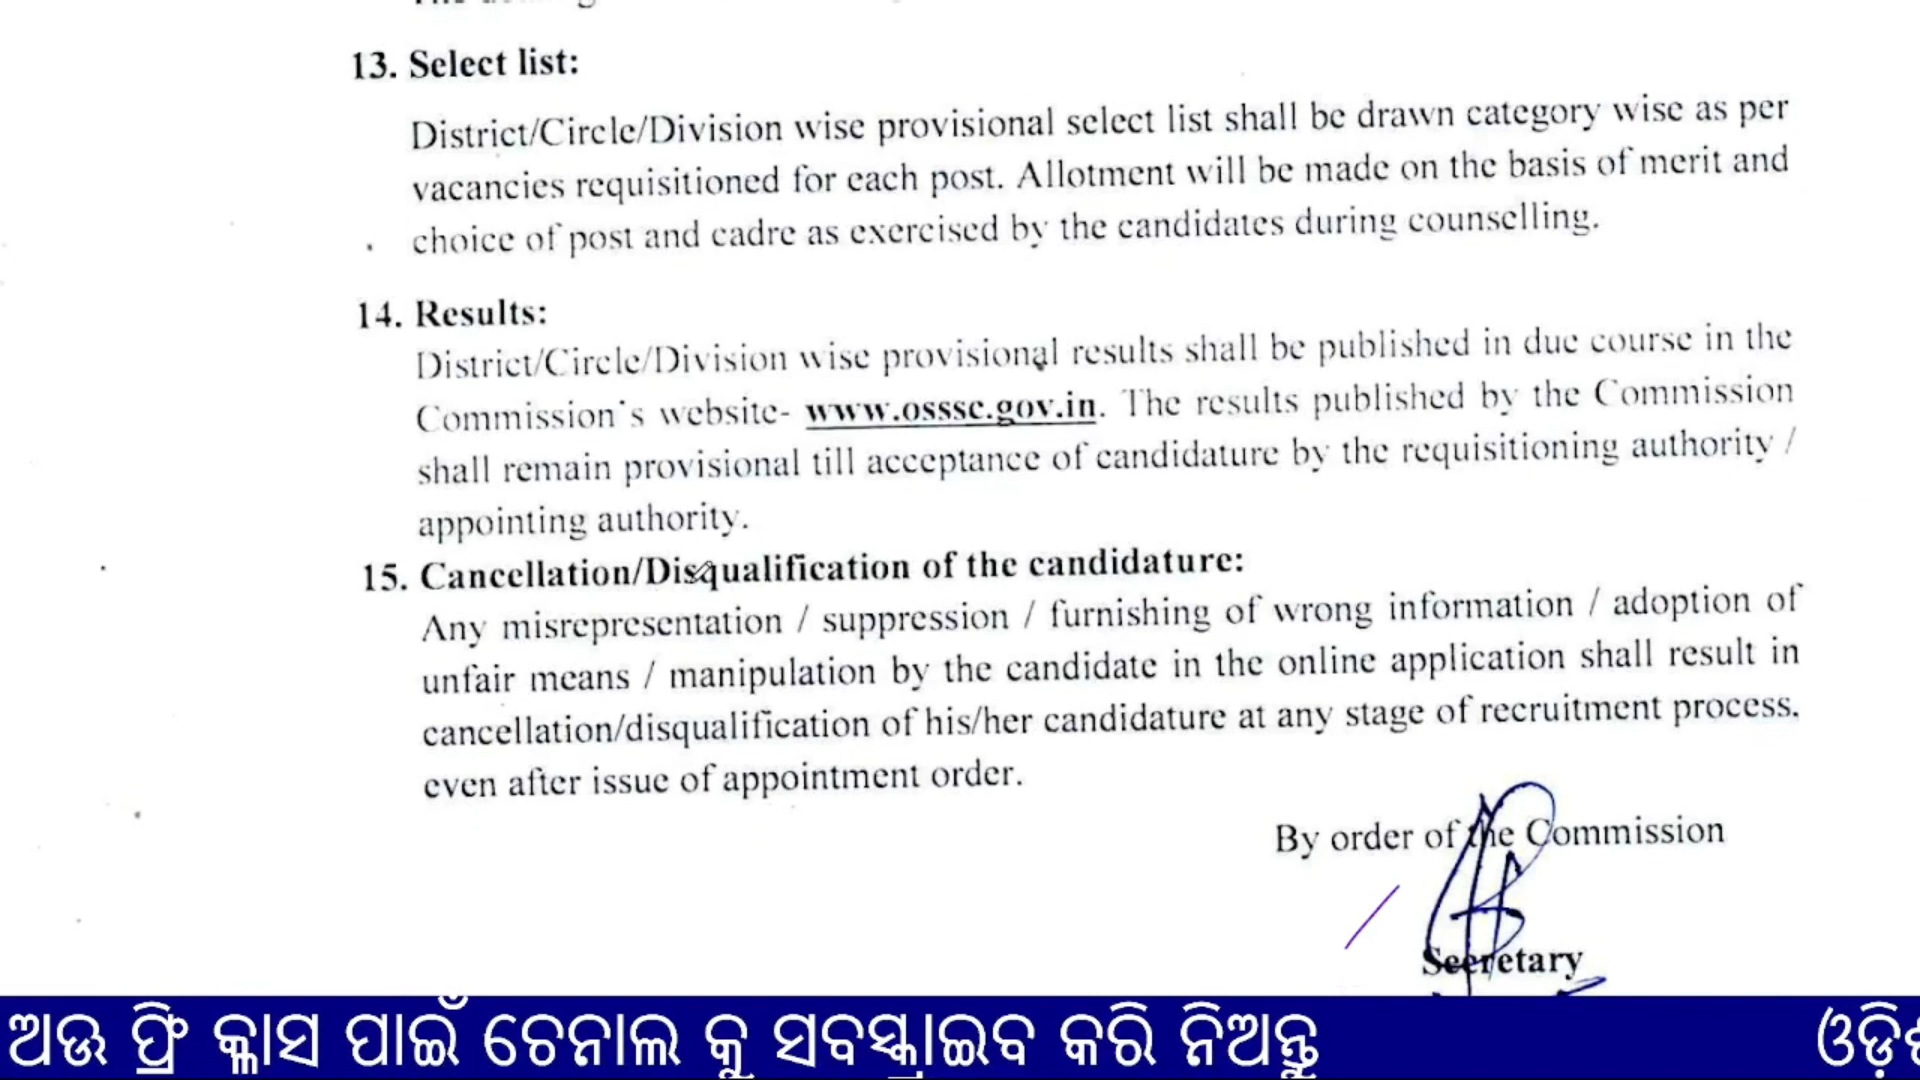 13. Select list:
District/Circle/Division wise provisional select list shall be drawn category wise as per
vacancies requisitioned for each post. Allotment will be made on the basis of merit and
choice of post and cadre as exercised by the candidates during counselling.
14. Results:
District/Circle/Division wise provisional results shall be published in due course in the
Commission's website- www.osssc.gov.in. The results published by the Commission
shall remain provisional till acceptance of candidature by the requisitioning authority /
appointing authority.
15. Cancellation/Disqualification of the candidature:
Any misrepresentation / suppression / furnishing of wrong information / adoption of
unfair means / manipulation by the candidate in the online application shall result in
cancellation/disqualification of his/her candidature at any stage of recruitment process.
even after issue of appointment order.
By order of the Commission
Secretary
ଅଉ ଫ୍ରି କ୍ଲାସ ପାଇଁ ଚେନାଲ କୁ ସବସ୍କ୍ରାଇବ କରି ନିଅନ୍ତୁ